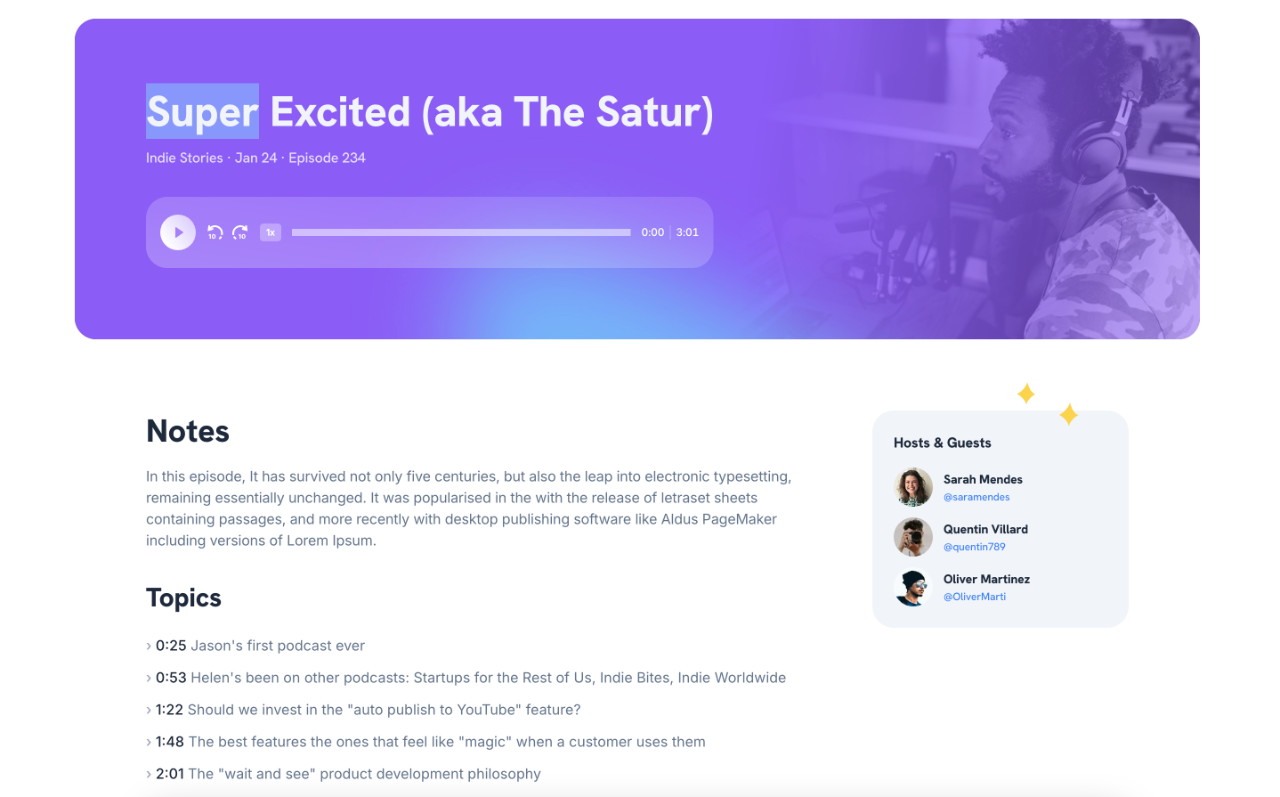 Super Excited (aka The Satur)
Indie Stories · Jan 24 · Episode 234
10 10 1x 0:00 3:01
Notes
In this episode, It has survived not only five centuries, but also the leap into electronic typesetting,
remaining essentially unchanged. It was popularised in the with the release of letraset sheets
containing passages, and more recently with desktop publishing software like Aldus PageMaker
including versions of Lorem Ipsum.
Topics
› 0:25 Jason's first podcast ever
› 0:53 Helen's been on other podcasts: Startups for the Rest of Us, Indie Bites, Indie Worldwide
› 1:22 Should we invest in the "auto publish to YouTube" feature?
› 1:48 The best features the ones that feel like "magic" when a customer uses them
› 2:01 The "wait and see" product development philosophy
Hosts & Guests
Sarah Mendes
@saramendes
Quentin Villard
@quentin789
Oliver Martinez
@OliverMarti